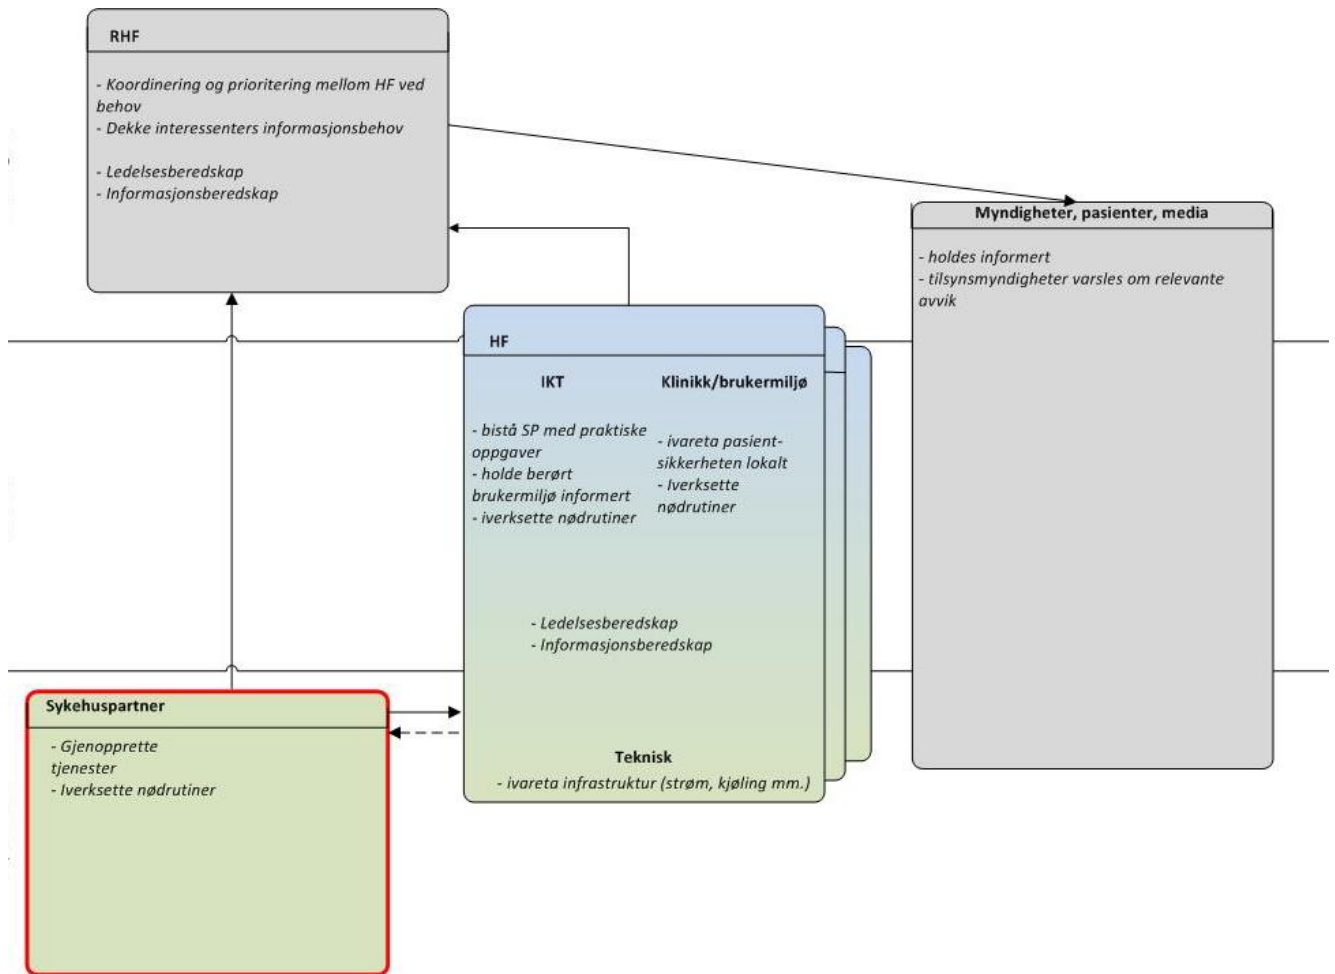 RHF
- Koordinering og prioritering mellom HF ved
behov
- Dekke interessenters informasjonsbehov
- Ledelsesberedskap
- Informasjonsberedskap
Myndigheter, pasienter, media
- holdes informert
- tilsynsmyndigheter varsles om relevante
avvik
HF
IKT
- bistå SP med praktiske
oppgaver
- holde berørt
brukermiljø informert
- iverksette nødrutiner
Klinikk/brukermiljø
- ivareta pasient-
sikkerheten lokalt
- Iverksette
nødrutiner
- Ledelsesberedskap
- Informasjonsberedskap
Teknisk
- ivareta infrastruktur (strøm, kjøling mm.)
Sykehuspartner
- Gjenopprette
tjenester
- Iverksette nødrutiner